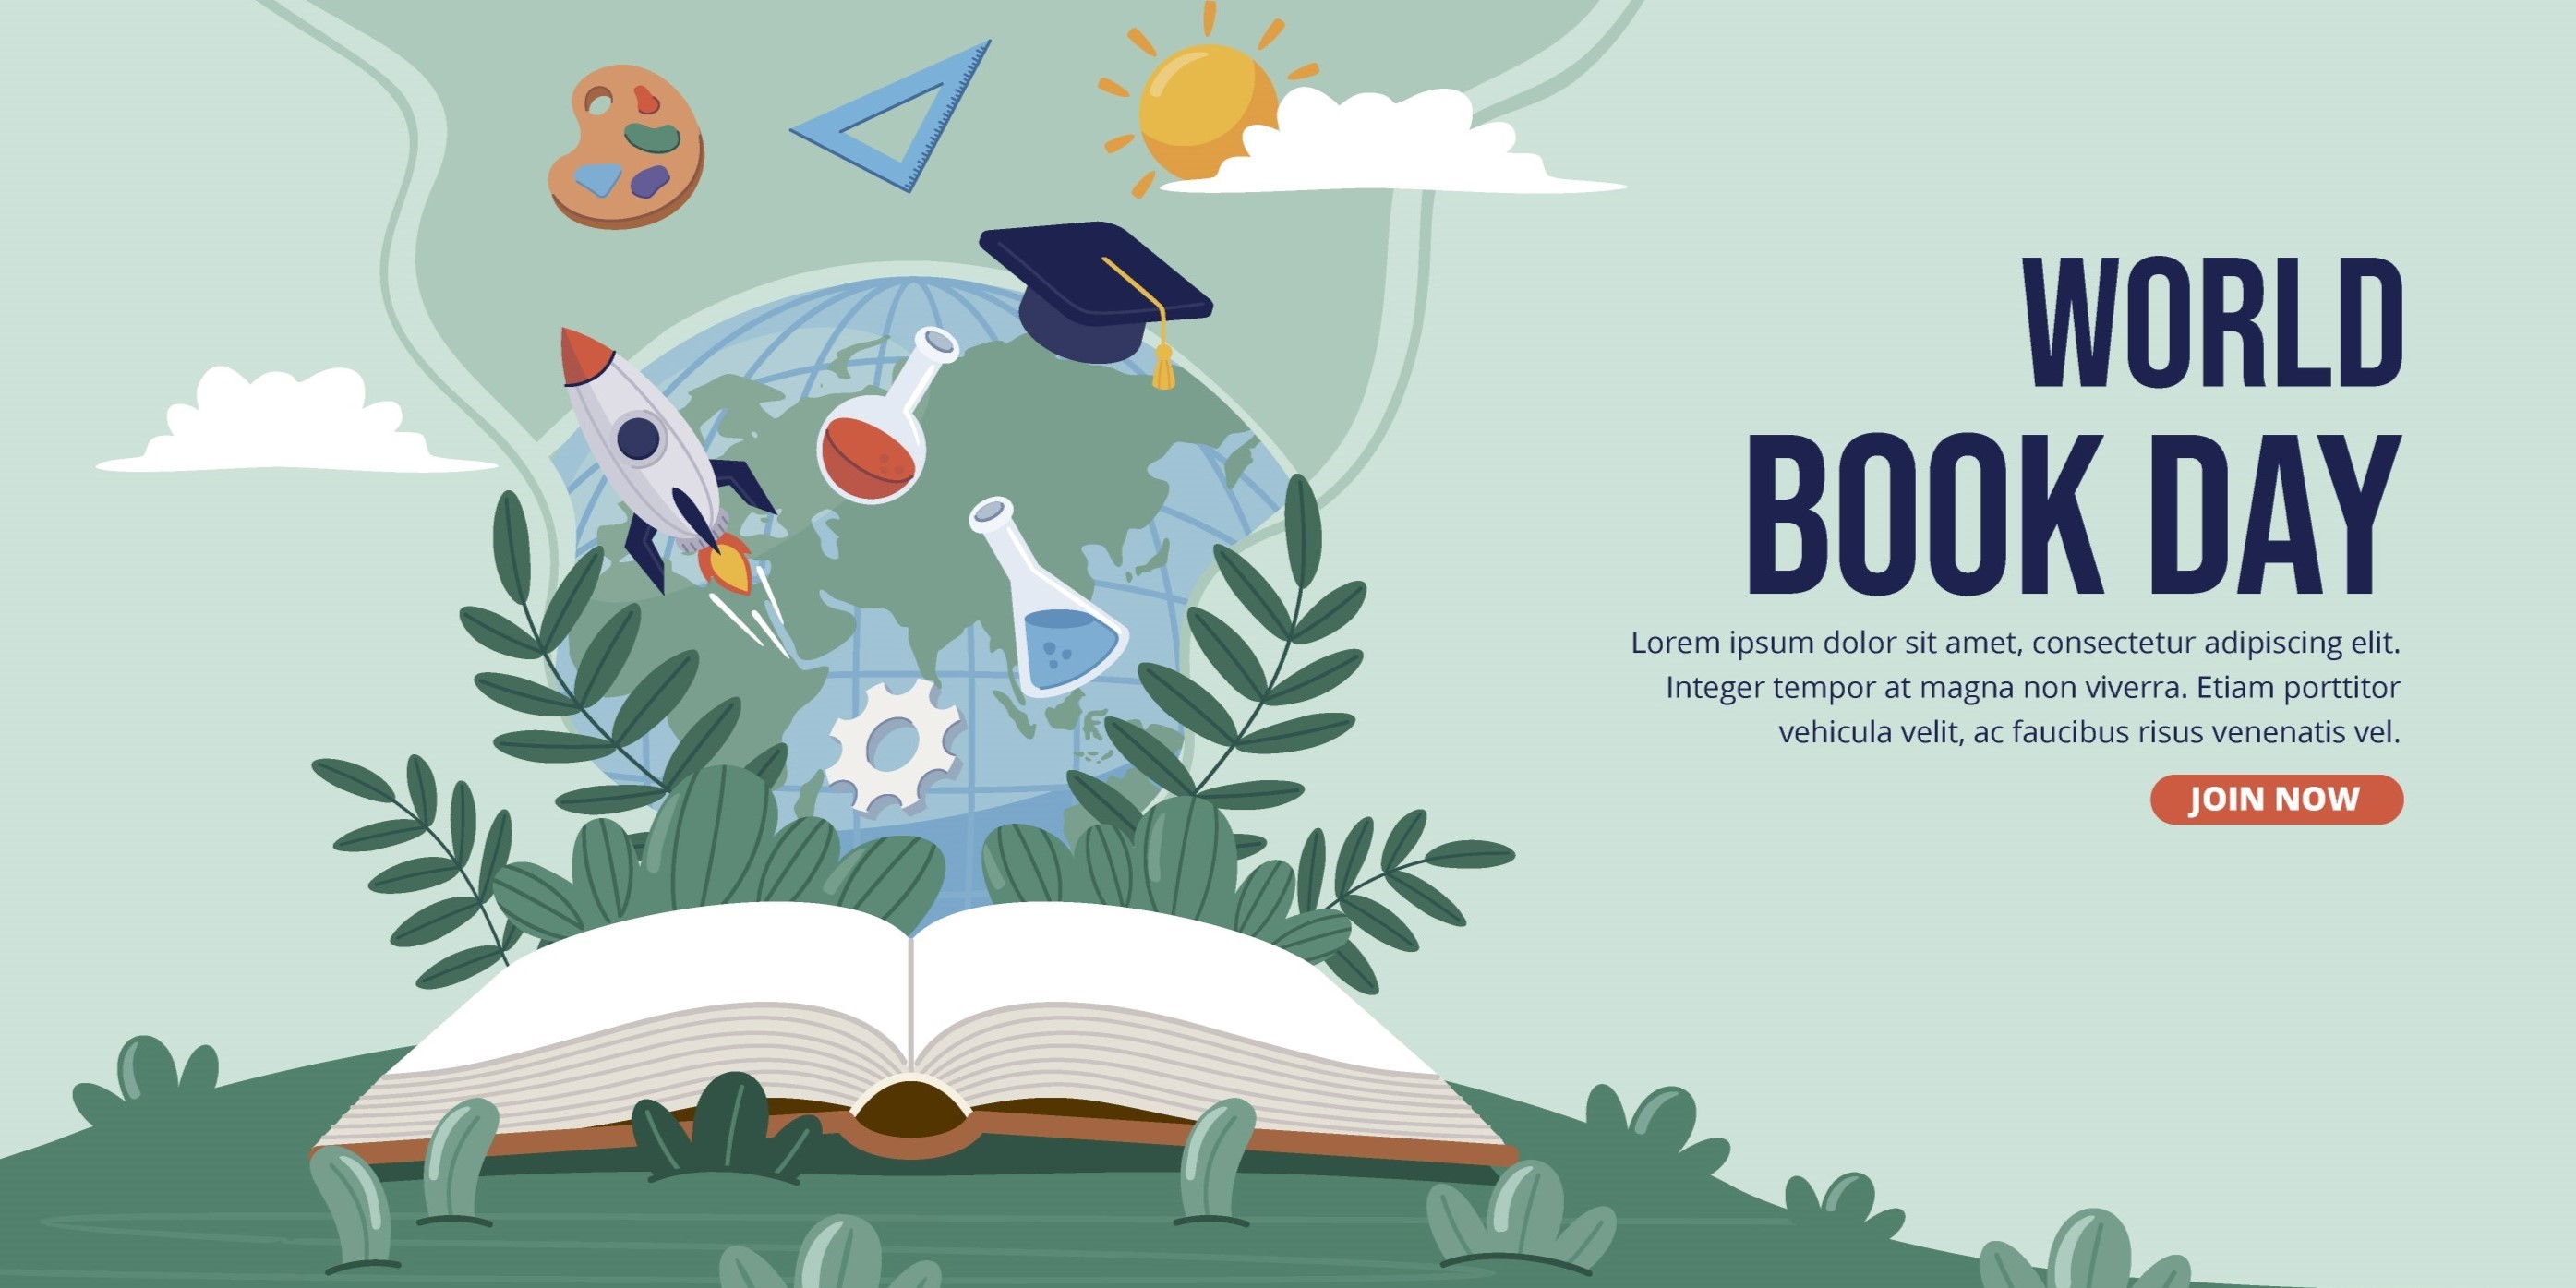 WORLD
BOOK DAY
Lorem ipsum dolor sit amet, consectetur adipiscing elit.
Integer tempor at magna non viverra. Etiam porttitor
vehicula velit, ac faucibus risus venenatis vel.
JOIN NOW